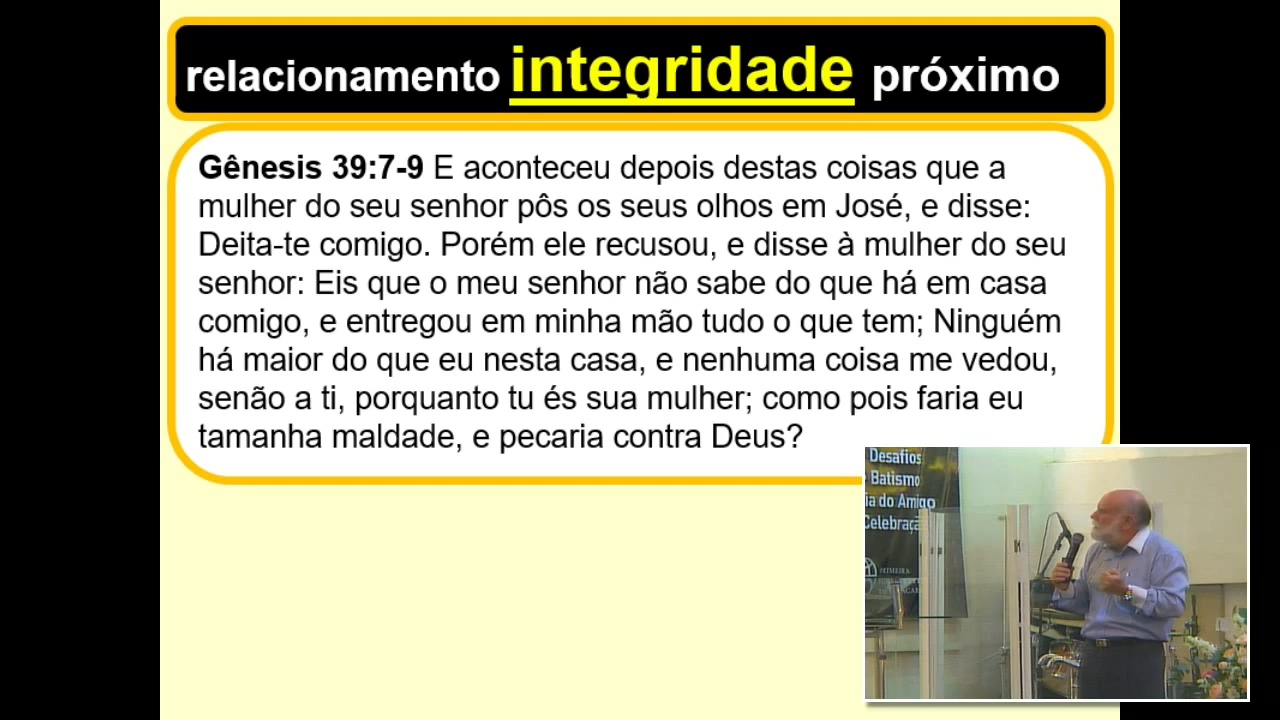 relacionamento integridade próximo
Gênesis 39:7-9 E aconteceu depois destas coisas que a
mulher do seu senhor pôs os seus olhos em José, e disse:
Deita-te comigo. Porém ele recusou, e disse à mulher do seu
senhor: Eis que o meu senhor não sabe do que há em casa
comigo, e entregou em minha mão tudo o que tem; Ninguém
há maior do que eu nesta casa, e nenhuma coisa me vedou,
senão a ti, porquanto tu és sua mulher; como pois faria eu
tamanha maldade, e pecaria contra Deus?
Desafios
Batismo
do Amigo
PRIMEIRA